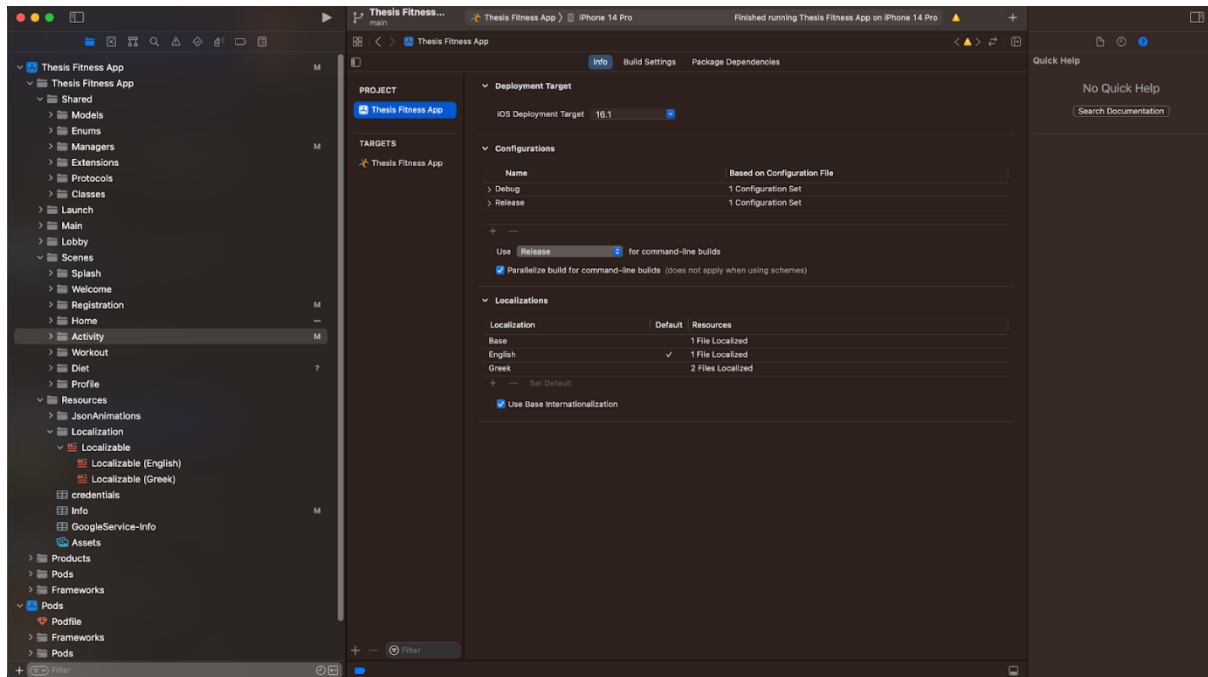 Thesis Fitness...
main
Thesis Fitness App 〉 iPhone 14 Pro
Finished running Thesis Fitness App on iPhone 14 Pro
Thesis Fitness App M
Thesis Fitness App
Shared
Models
Enums
Managers M
Extensions
Protocols
Classes
Launch
Main
Lobby
Scenes
Splash
Welcome
Registration M
Home
Activity M
Workout
Diet ?
Profile
Resources
JsonAnimations
Localization
Localizable
Localizable (English)
Localizable (Greek)
credentials
Info M
GoogleService-Info
Assets
Products
Pods
Frameworks
Pods
Podfile
Frameworks
Pods
Filter
Thesis Fitness App
Info Build Settings Package Dependencies
PROJECT
Thesis Fitness App
TARGETS
Thesis Fitness App
Filter
Deployment Target
iOS Deployment Target 16.1
Configurations
Name Based on Configuration File
Debug 1 Configuration Set
Release 1 Configuration Set
Use Release for command-line builds
Parallelize build for command-line builds (does not apply when using schemes)
Localizations
Localization Default Resources
Base 1 File Localized
English ✓ 1 File Localized
Greek 2 Files Localized
+ — Set Default
Use Base Internationalization
Quick Help
No Quick Help
Search Documentation